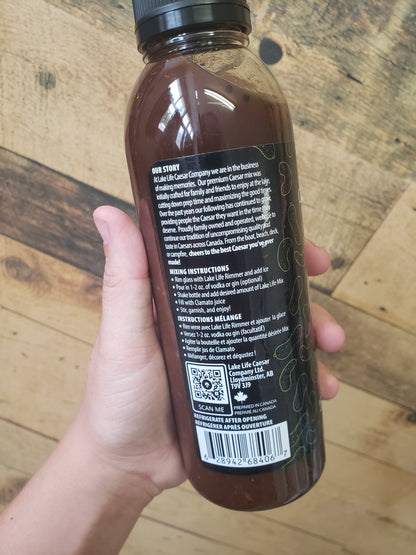 OUR STORY
At Lake Life Caesar Company we are in the business
of making memories. Our premium Caesar mix was
initially crafted for family and friends to enjoy at the lake,
cutting down prep time and maximizing the good times.
Over the past years our following has continued to grow,
providing people the Caesar they want in the time they
deserve. Proudly family owned and operated, we hope to
continue our tradition of uncompromising quality and
taste in Caesars across Canada. From the boat, beach, deck,
or campfire, cheers to the best Caesar you've ever
made!
MIXING INSTRUCTIONS
• Rim glass with Lake Life Rimmer and add ice
• Pour in 1-2 oz. of vodka or gin (optional)
• Shake bottle and add desired amount of Lake Life Mix
• Fill with Clamato juice
• Stir, garnish, and enjoy!
INSTRUCTIONS MÉLANGE
• Rim verre avec Lake Life Rimmer et ajouter la glace
• Versez 1-2 oz. vodka ou gin (facultatif)
• Agiter la bouteille et ajouter la quantité désirée Mix
• Remplir jus de Clamato
• Mélanger, décorez et dégustez!
Lake Life Caesar
Company Ltd.
Lloydminster, AB
T9V 3J9
SCAN ME
PREPARED IN CANADA
PRÉPARÉ AU CANADA
REFRIGERATE AFTER OPENING
RÉFRIGÉRER APRÈS OUVERTURE
6 28942 68406 7